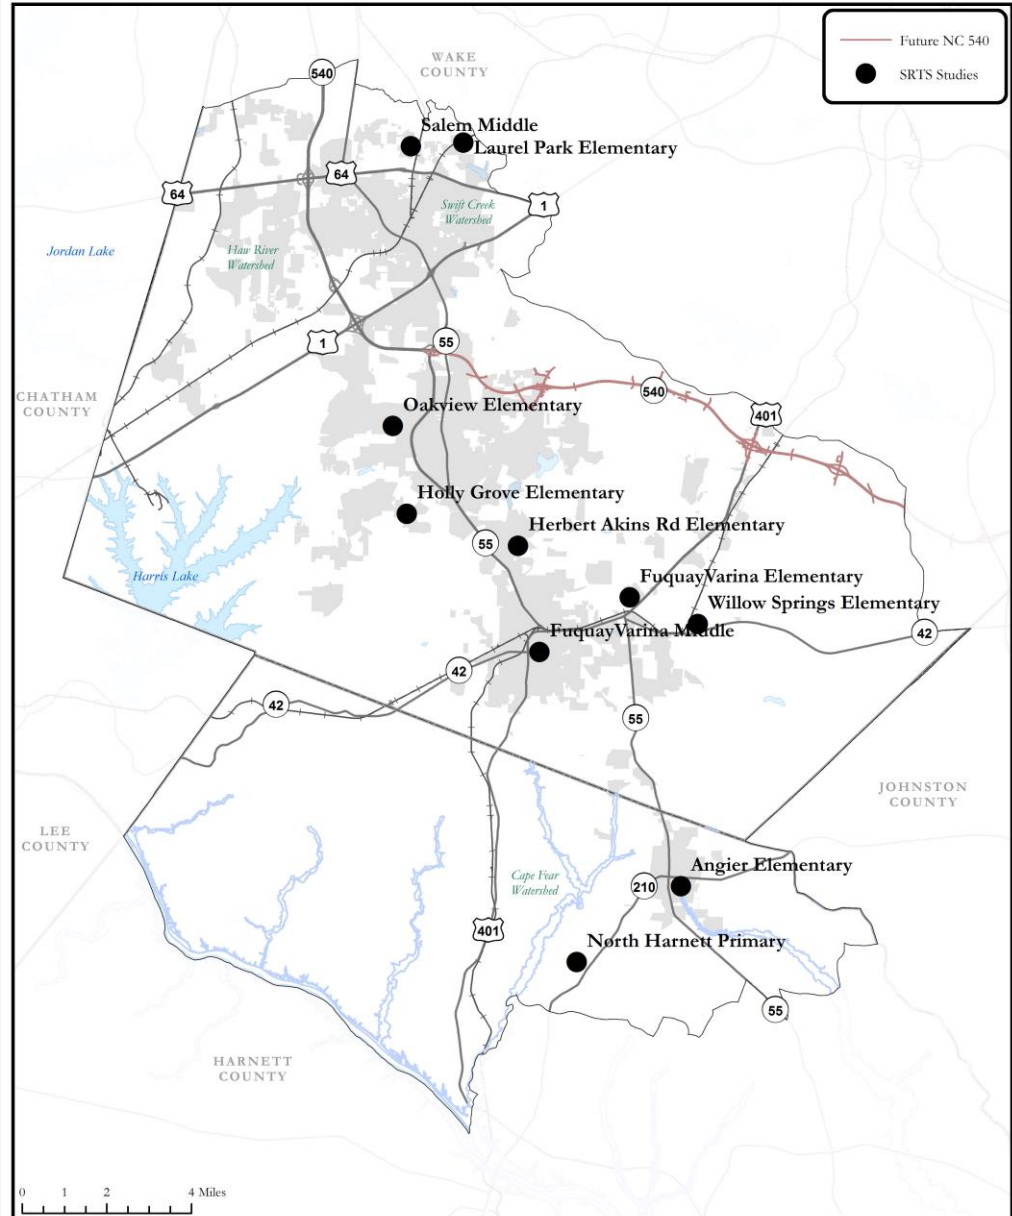 Future NC 540
SRTS Studies
WAKE
COUNTY
540
Salem Middle
Laurel Park Elementary
64
64
1
Swift Creek
Watershed
Jordan Lake
Haw River
Watershed
1
55
CHATHAM
COUNTY
540
401
Oakview Elementary
Holly Grove Elementary
Herbert Akins Rd Elementary
55
Harris Lake
FuquayVarina Elementary
Willow Springs Elementary
FuquayVarina Middle
42
42
42
55
JOHNSTON
COUNTY
LEE
COUNTY
Angier Elementary
Cape Fear
Watershed
210
401
North Harnett Primary
55
HARNETT
COUNTY
0 1 2 4 Miles